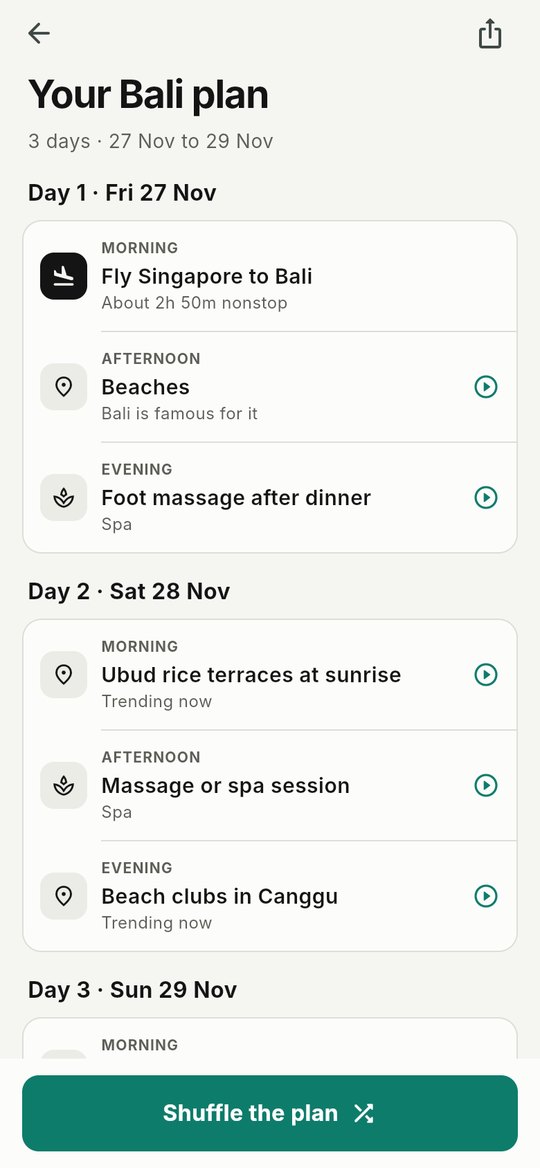 Your Bali plan
3 days · 27 Nov to 29 Nov
Day 1 · Fri 27 Nov
MORNING
Fly Singapore to Bali
About 2h 50m nonstop
AFTERNOON
Beaches
Bali is famous for it
EVENING
Foot massage after dinner
Spa
Day 2 · Sat 28 Nov
MORNING
Ubud rice terraces at sunrise
Trending now
AFTERNOON
Massage or spa session
Spa
EVENING
Beach clubs in Canggu
Trending now
Day 3 · Sun 29 Nov
MORNING
Shuffle the plan